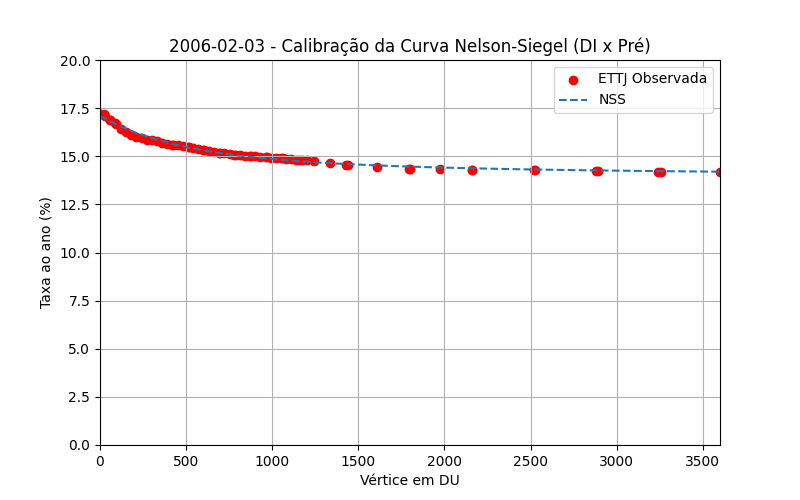 2006-02-03 - Calibração da Curva Nelson-Siegel (DI x Pré)
ETTJ Observada
NSS
Taxa ao ano (%)
20.0
17.5
15.0
12.5
10.0
7.5
5.0
2.5
0.0
0 500 1000 1500 2000 2500 3000 3500
Vértice em DU